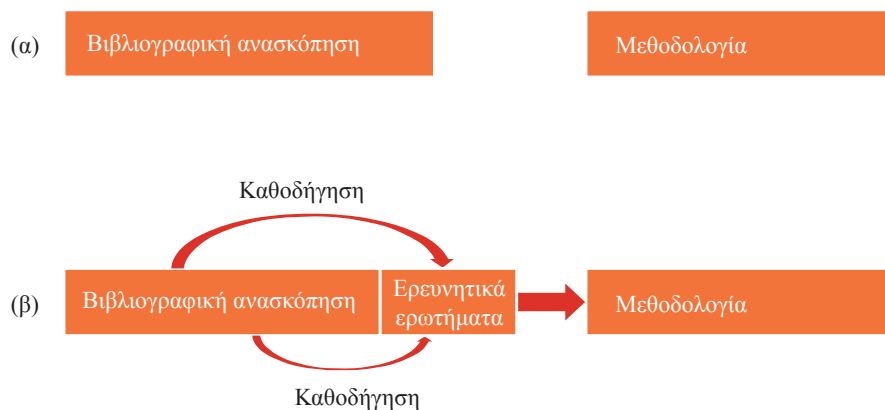 (α)
Βιβλιογραφική ανασκόπηση
Μεθοδολογία
Καθοδήγηση
(β)
Βιβλιογραφική ανασκόπηση
Ερευνητικά
ερωτήματα
Μεθοδολογία
Καθοδήγηση